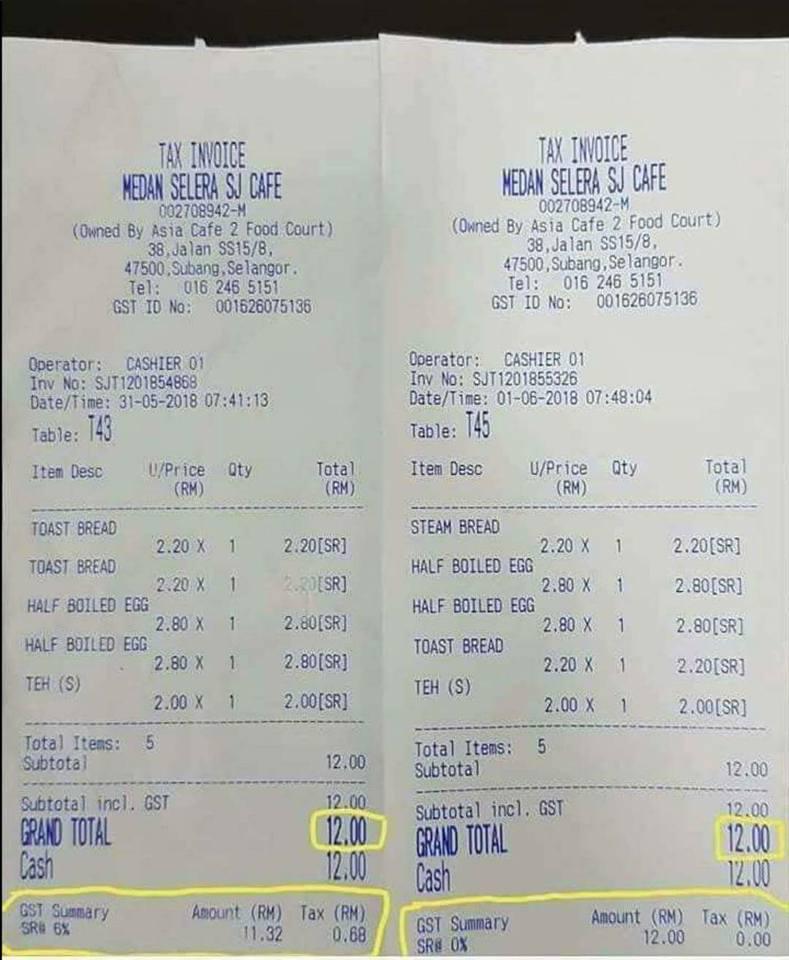 TAX INVOICE
MEDAN SELERA SJ CAFE
002708942-M
(Owned By Asia Cafe 2 Food Court)
38,Jalan SS15/8,
47500,Subang,Selangor.
Tel: 016 246 5151
GST ID No: 001626075136
Operator: CASHIER 01
Inv No: SJT1201854868
Date/Time: 31-05-2018 07:41:13
Table: T43
Item Desc U/Price Qty Total
(RM) (RM)
TOAST BREAD
2.20 X 1 2.20[SR]
TOAST BREAD
2.20 X 1 2.20[SR]
HALF BOILED EGG
2.80 X 1 2.80[SR]
HALF BOILED EGG
2.80 X 1 2.80[SR]
TEH (S)
2.00 X 1 2.00[SR]
Total Items: 5
Subtotal 12.00
Subtotal incl. GST 12.00
GRAND TOTAL 12.00
Cash 12.00
GST Summary Amount (RM) Tax (RM)
SR@ 6% 11.32 0.68
TAX INVOICE
MEDAN SELERA SJ CAFE
002708942-M
(Owned By Asia Cafe 2 Food Court)
38,Jalan SS15/8,
47500,Subang,Selangor.
Tel: 016 246 5151
GST ID No: 001626075136
Operator: CASHIER 01
Inv No: SJT1201855326
Date/Time: 01-06-2018 07:48:04
Table: T45
Item Desc U/Price Qty Total
(RM) (RM)
STEAM BREAD
2.20 X 1 2.20[SR]
HALF BOILED EGG
2.80 X 1 2.80[SR]
HALF BOILED EGG
2.80 X 1 2.80[SR]
TOAST BREAD
2.20 X 1 2.20[SR]
TEH (S)
2.00 X 1 2.00[SR]
Total Items: 5
Subtotal 12.00
Subtotal incl. GST 12.00
GRAND TOTAL 12.00
Cash 12.00
GST Summary Amount (RM) Tax (RM)
SR@ 0% 12.00 0.00